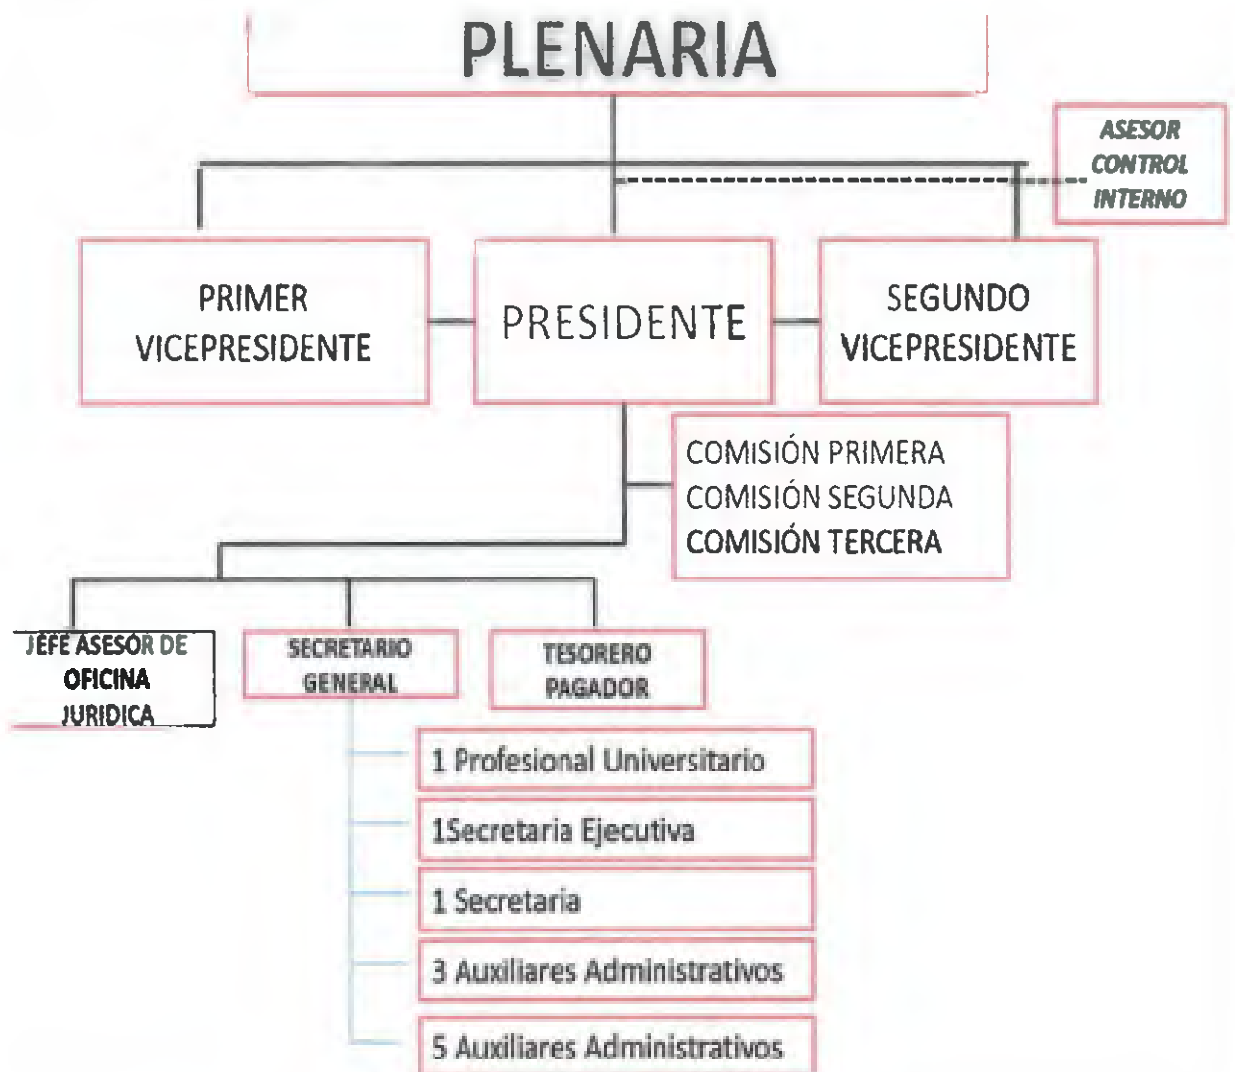 PLENARIA
ASESOR
CONTROL
INTERNO
PRIMER
VICEPRESIDENTE
PRESIDENTE
SEGUNDO
VICEPRESIDENTE
COMISIÓN PRIMERA
COMISIÓN SEGUNDA
COMISIÓN TERCERA
JEFE ASESOR DE
OFICINA
JURIDICA
SECRETARIO
GENERAL
TESORERO
PAGADOR
1 Profesional Universitario
1Secretaria Ejecutiva
1 Secretaria
3 Auxiliares Administrativos
5 Auxiliares Administrativos